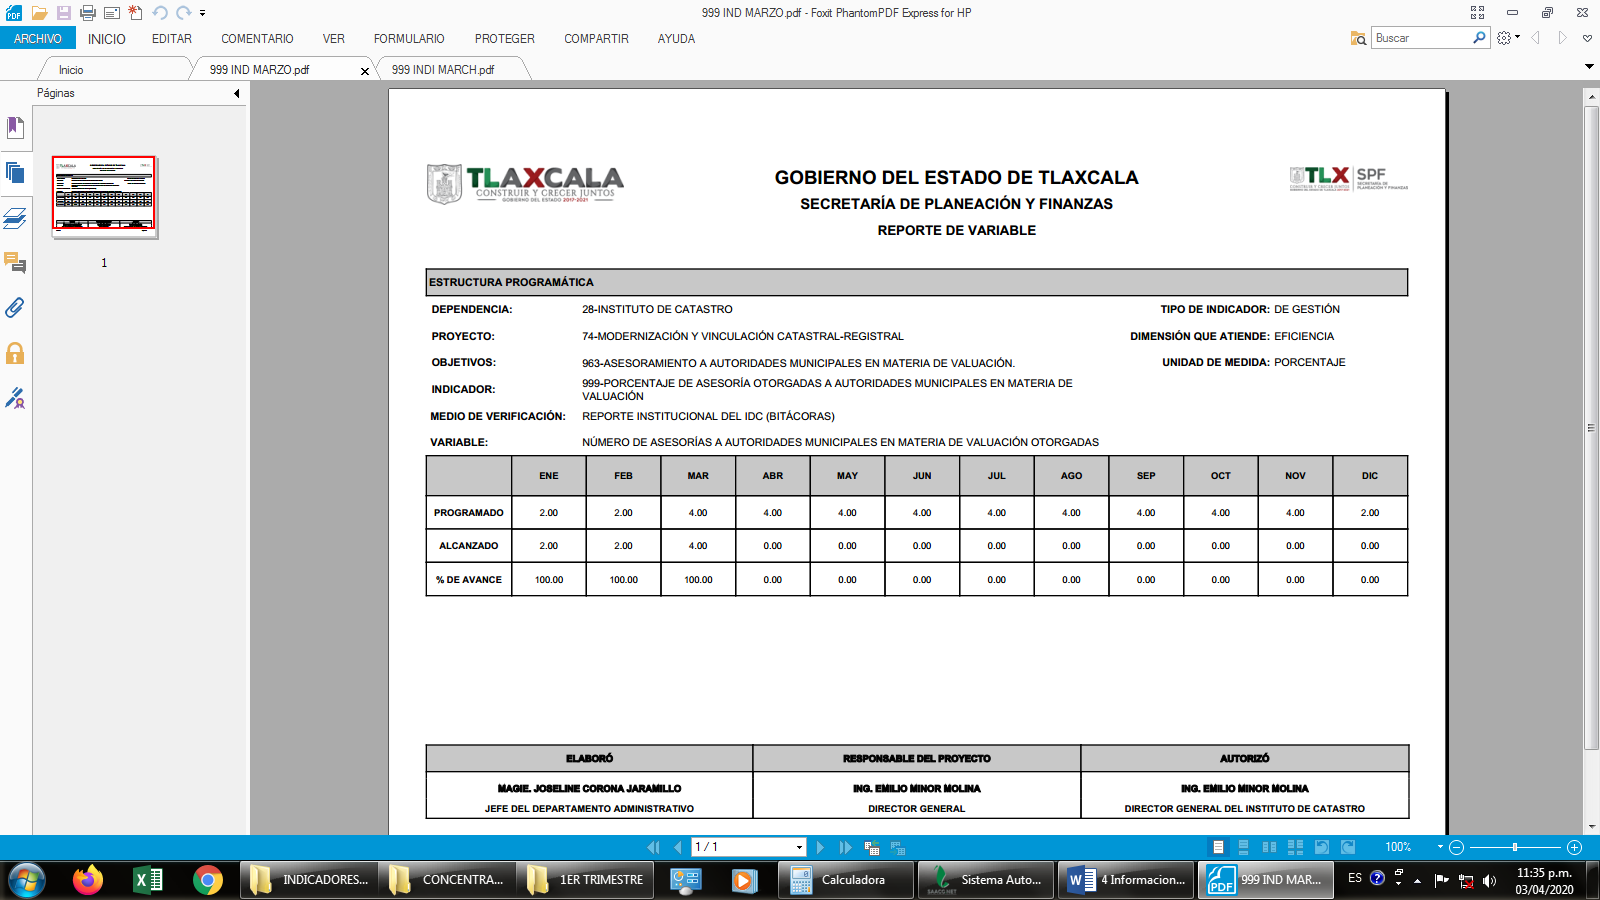 999 IND MARZO.pdf - Foxit PhantomPDF Express for HP
ARCHIVO INICIO EDITAR COMENTARIO VER FORMULARIO PROTEGER COMPARTIR AYUDA Buscar
Inicio 999 IND MARZO.pdf 999 INDI MARCH.pdf
Páginas
1
TLAXCALA
CONSTRUIR Y CRECER JUNTOS
GOBIERNO DEL ESTADO 2017-2021
GOBIERNO DEL ESTADO DE TLAXCALA
SECRETARÍA DE PLANEACIÓN Y FINANZAS
REPORTE DE VARIABLE
TLX SPF
SECRETARÍA DE
PLANEACIÓN Y FINANZAS
CONSTRUIR Y CRECER JUNTOS
ESTRUCTURA PROGRAMÁTICA
DEPENDENCIA: 28-INSTITUTO DE CATASTRO TIPO DE INDICADOR: DE GESTIÓN
PROYECTO: 74-MODERNIZACIÓN Y VINCULACIÓN CATASTRAL-REGISTRAL DIMENSIÓN QUE ATIENDE: EFICIENCIA
OBJETIVOS: 963-ASESORAMIENTO A AUTORIDADES MUNICIPALES EN MATERIA DE VALUACIÓN. UNIDAD DE MEDIDA: PORCENTAJE
INDICADOR: 999-PORCENTAJE DE ASESORÍA OTORGADAS A AUTORIDADES MUNICIPALES EN MATERIA DE
VALUACIÓN
MEDIO DE VERIFICACIÓN: REPORTE INSTITUCIONAL DEL IDC (BITÁCORAS)
VARIABLE: NÚMERO DE ASESORÍAS A AUTORIDADES MUNICIPALES EN MATERIA DE VALUACIÓN OTORGADAS
ENE FEB MAR ABR MAY JUN JUL AGO SEP OCT NOV DIC
PROGRAMADO 2.00 2.00 4.00 4.00 4.00 4.00 4.00 4.00 4.00 4.00 4.00 2.00
ALCANZADO 2.00 2.00 4.00 0.00 0.00 0.00 0.00 0.00 0.00 0.00 0.00 0.00
% DE AVANCE 100.00 100.00 100.00 0.00 0.00 0.00 0.00 0.00 0.00 0.00 0.00 0.00
ELABORÓ RESPONSABLE DEL PROYECTO AUTORIZÓ
MAGIE. JOSELINE CORONA JARAMILLO ING. EMILIO MINOR MOLINA ING. EMILIO MINOR MOLINA
JEFE DEL DEPARTAMENTO ADMINISTRATIVO DIRECTOR GENERAL DIRECTOR GENERAL DEL INSTITUTO DE CATASTRO
1 / 1 100%
INDICADORES... CONCENTRA... 1ER TRIMESTRE Calculadora Sistema Auto... 4 Informacion... 999 IND MAR... ES 11:35 p.m.
03/04/2020